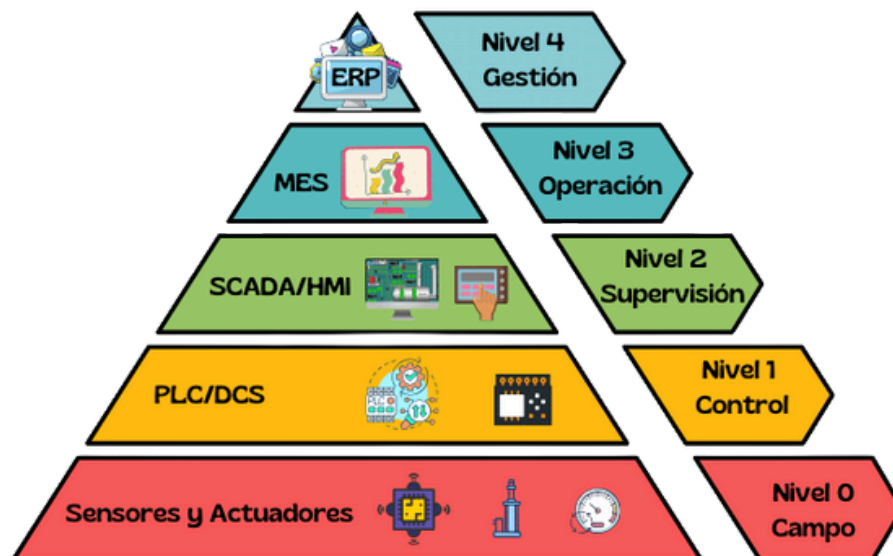 ERP
Nivel 4
Gestión
MES
Nivel 3
Operación
SCADA/HMI
Nivel 2
Supervisión
PLC/DCS
Nivel 1
Control
Sensores y Actuadores
Nivel 0
Campo